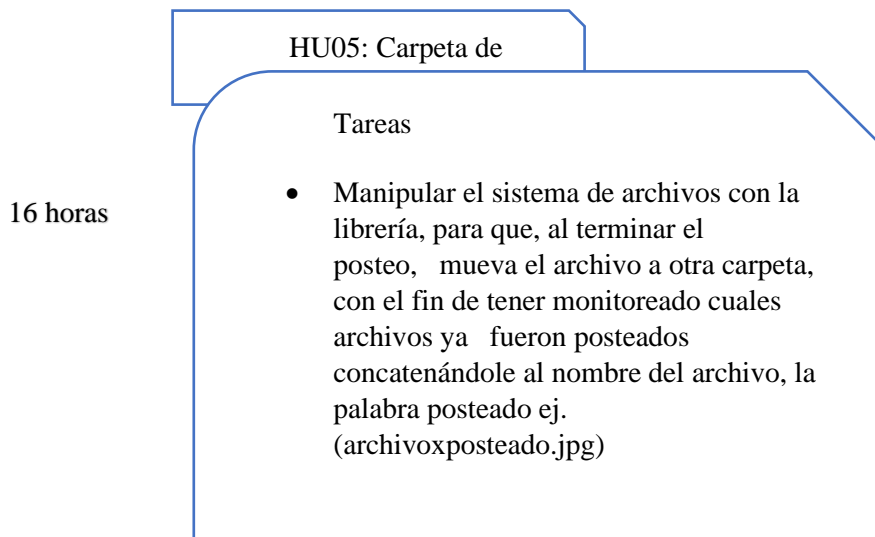 HU05: Carpeta de
Tareas
16 horas
• Manipular el sistema de archivos con la
librería, para que, al terminar el
posteo, mueva el archivo a otra carpeta,
con el fin de tener monitoreado cuales
archivos ya fueron posteados
concatenándole al nombre del archivo, la
palabra posteado ej.
(archivoxposteado.jpg)